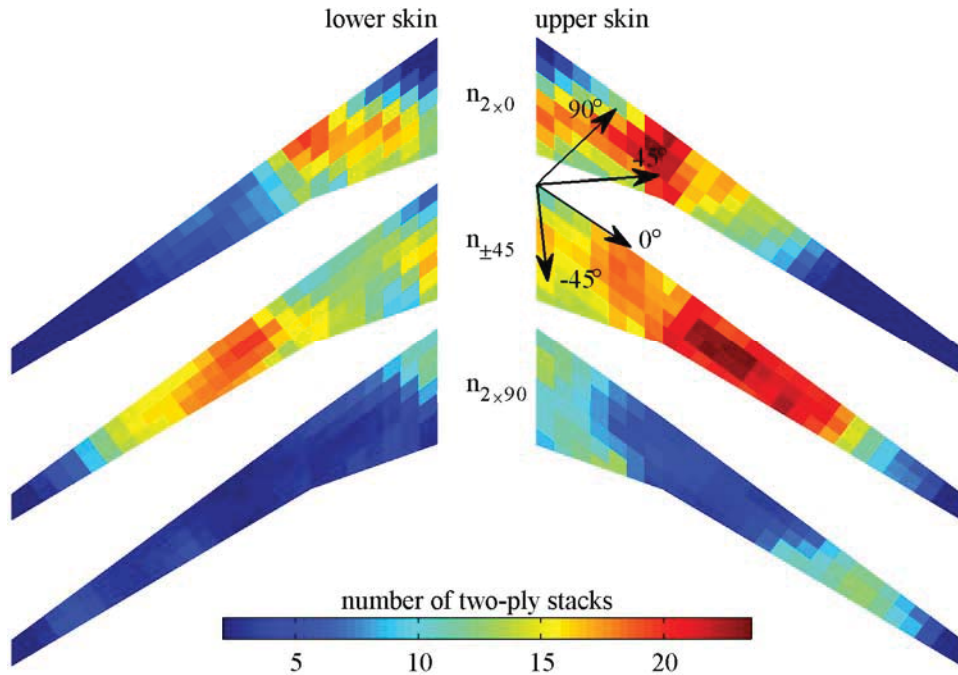 lower skin
upper skin
n2×0
90°
45°
0°
n±45
-45°
n2×90
number of two-ply stacks
5 10 15 20